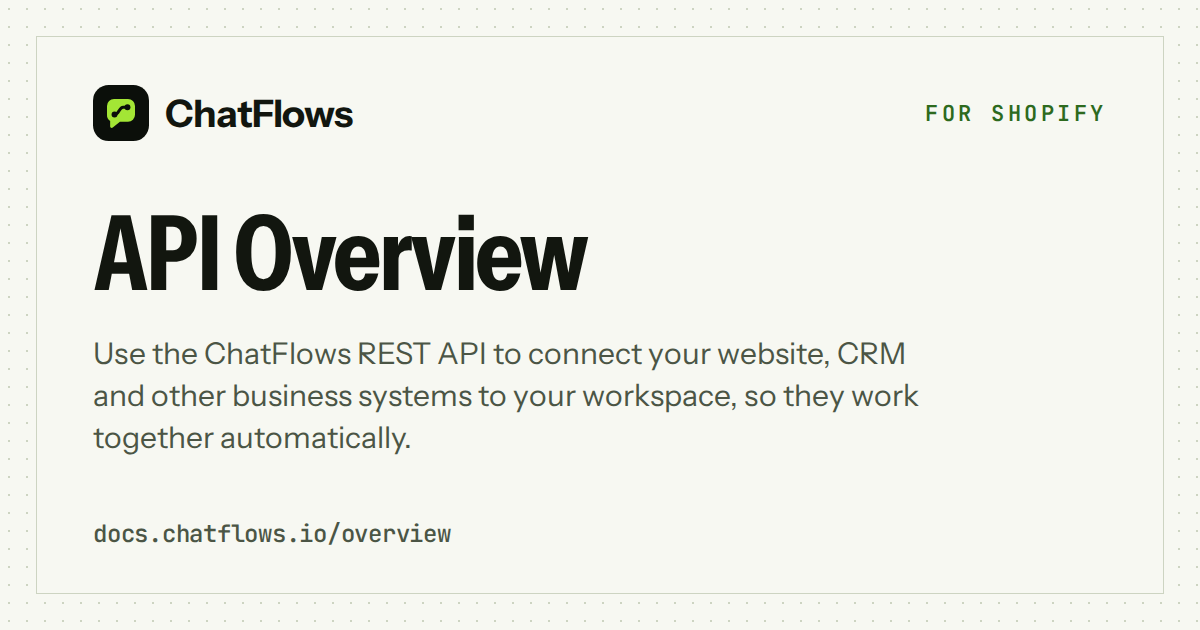 ChatFlows
FOR SHOPIFY
API Overview
Use the ChatFlows REST API to connect your website, CRM
and other business systems to your workspace, so they work
together automatically.
docs.chatflows.io/overview